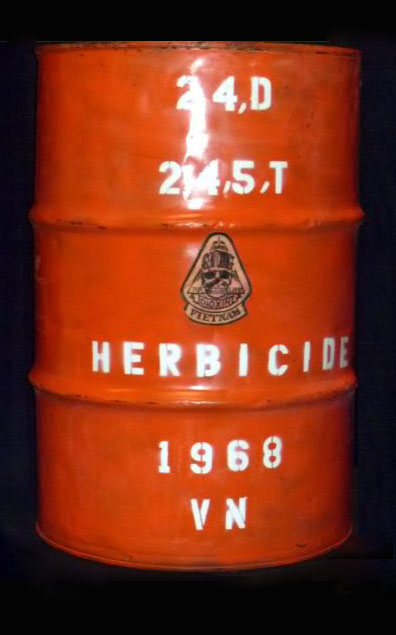 2,4,D
2,4,5,T
VIETNAM
HERBICIDE
1968
VN